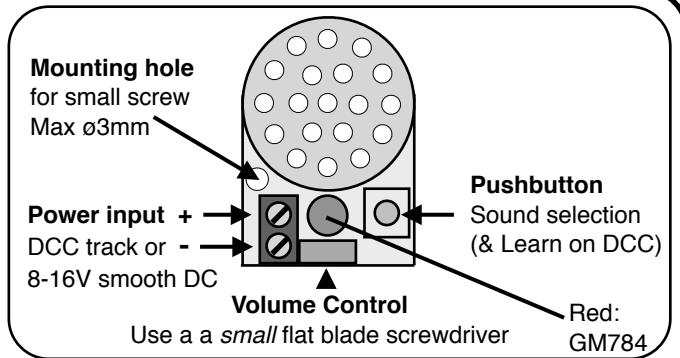 Mounting hole
for small screw
Max ø3mm
Power input +
DCC track or -
8-16V smooth DC
Pushbutton
Sound selection
(& Learn on DCC)
Volume Control
Use a a small flat blade screwdriver
Red:
GM784